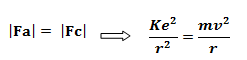 |Fa| = |Fc| ⇒ Ke²/r² = mv²/r